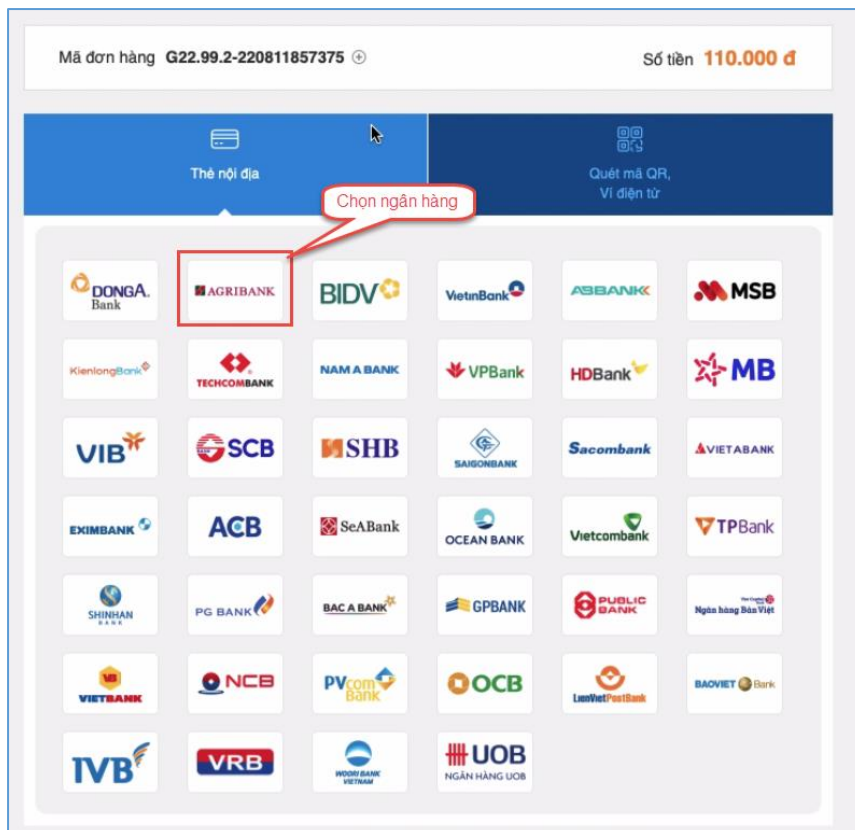 Mã đơn hàng G22.99.2-220811857375
Số tiền 110.000 đ
Thẻ nội địa
Quét mã QR,
Ví điện tử
Chọn ngân hàng
DONGA.
Bank
AGRIBANK
BIDV
VietinBank
ABBANK
MSB
KienlongBank
TECHCOMBANK
NAM A BANK
VPBank
HDBank
MB
VIB
SCB
SHB
SAIGONBANK
Sacombank
VIETABANK
EXIMBANK
ACB
SeABank
OCEAN BANK
Vietcombank
TPBank
SHINHAN
BANK
PG BANK
BAC A BANK
GPBANK
PUBLIC
BANK
Ngân hàng Bản Việt
VB
VIETBANK
NCB
PVcom
Bank
OCB
LienVietPostBank
BAOVIET Bank
IVB
VRB
WOORI BANK
VIETNAM
UOB
NGÂN HÀNG UOB